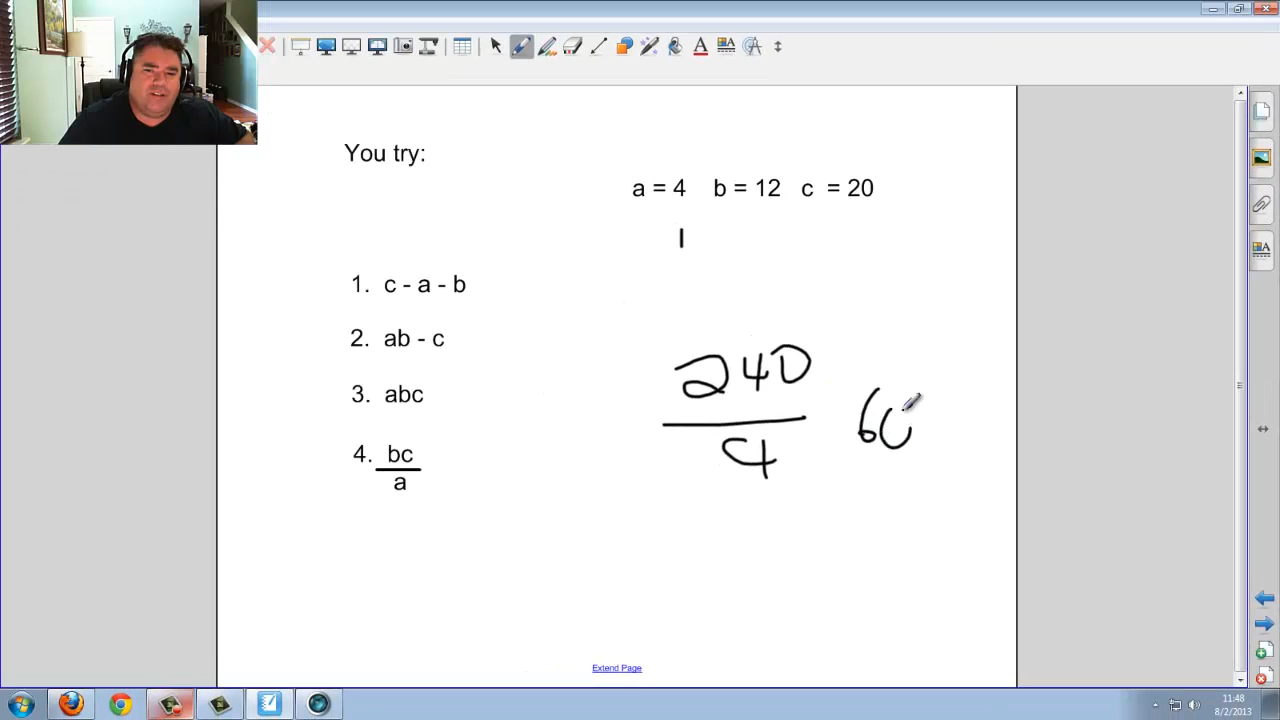 You try:
a = 4 b = 12 c = 20
1
1. c - a - b
2. ab - c
3. abc
4. bc
a
240
4
60
Extend Page
11:48
8/2/2013